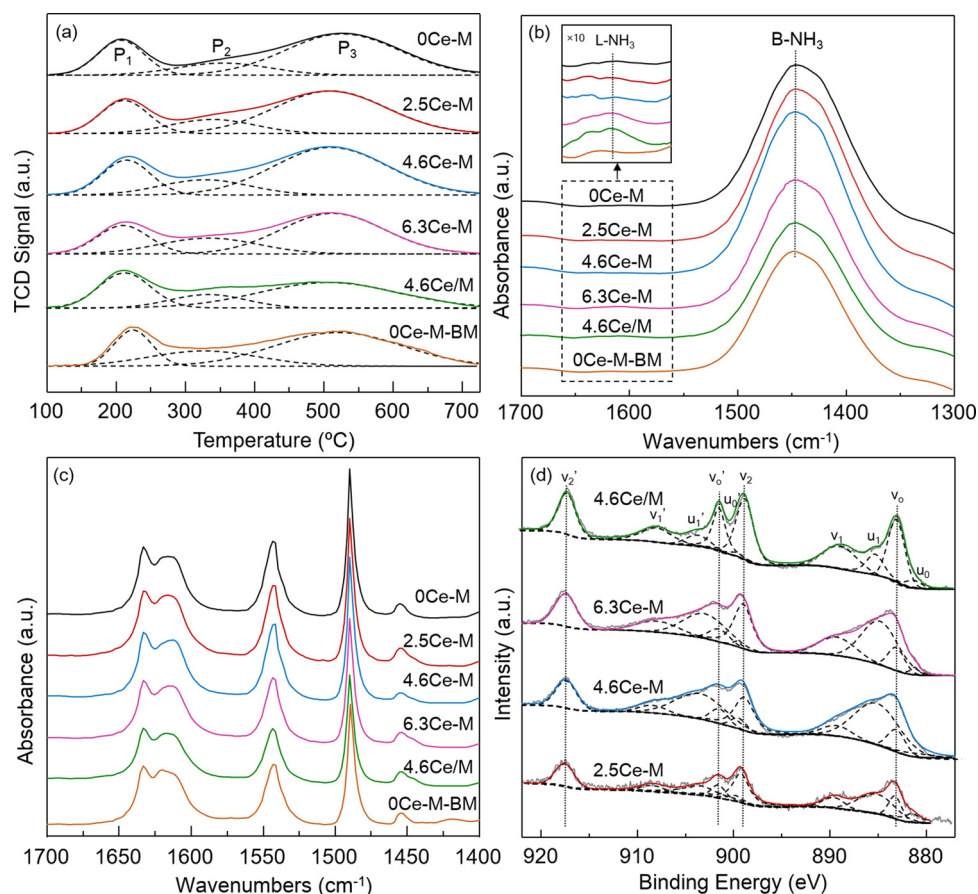 (a)
P₁
P₂
P₃
0Ce-M
2.5Ce-M
4.6Ce-M
6.3Ce-M
4.6Ce/M
0Ce-M-BM
TCD Signal (a.u.)
100 200 300 400 500 600 700
Temperature (ºC)
(b)
×10
L-NH₃
B-NH₃
0Ce-M
2.5Ce-M
4.6Ce-M
6.3Ce-M
4.6Ce/M
0Ce-M-BM
Absorbance (a.u.)
1700 1600 1500 1400 1300
Wavenumbers (cm⁻¹)
(c)
0Ce-M
2.5Ce-M
4.6Ce-M
6.3Ce-M
4.6Ce/M
0Ce-M-BM
Absorbance (a.u.)
1700 1650 1600 1550 1500 1450 1400
Wavenumbers (cm⁻¹)
(d)
v₂'
4.6Ce/M
v₁'
u₁'
v₀'
u₀'
v₂
v₁
u₁
v₀
u₀
6.3Ce-M
4.6Ce-M
2.5Ce-M
Intensity (a.u.)
920 910 900 890 880
Binding Energy (eV)